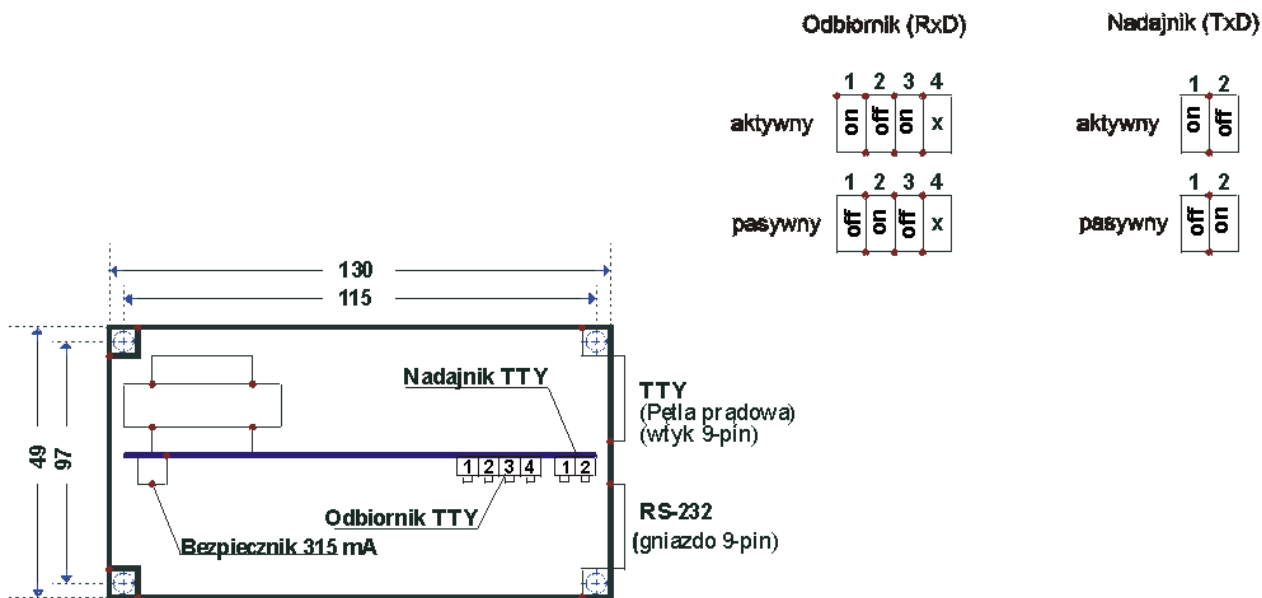 Odbiornik (RxD)
Nadajnik (TxD)
1 2 3 4
aktywny on off on x
1 2
aktywny on off
1 2 3 4
pasywny off on off x
1 2
pasywny off on
130
115
49
97
Nadajnik TTY
TTY
(Pętla prądowa)
(wtyk 9-pin)
1 2 3 4
1 2
Odbiornik TTY
Bezpiecznik 315 mA
RS-232
(gniazdo 9-pin)